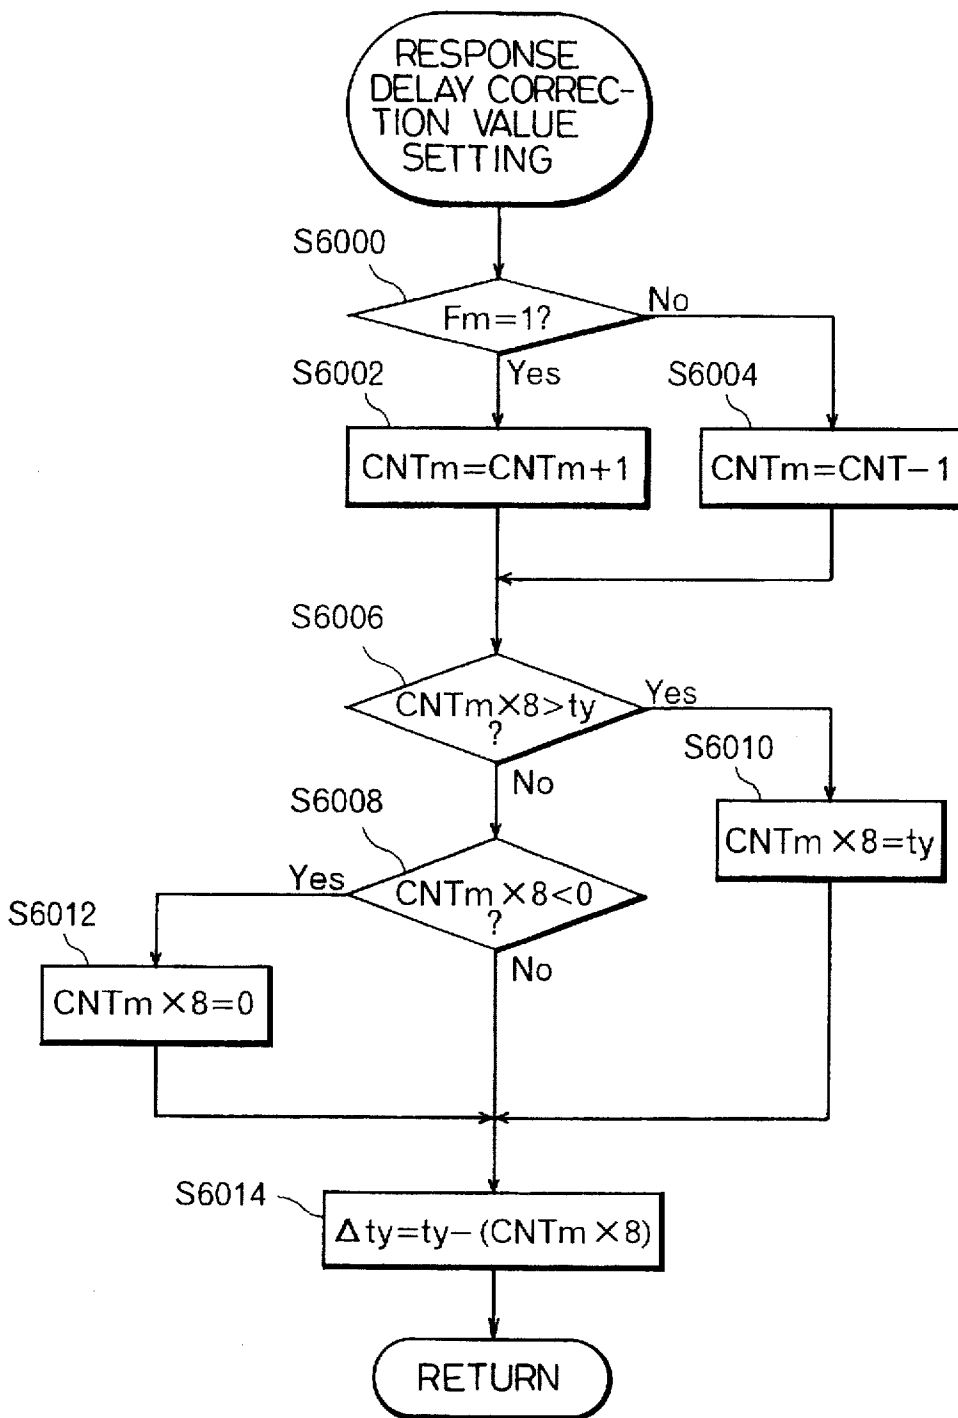 RESPONSE
DELAY CORREC-
TION VALUE
SETTING
S6000
Fm=1?
No
Yes
S6002
CNTm=CNTm+1
S6004
CNTm=CNT-1
S6006
CNTm×8>ty
?
Yes
No
S6010
CNTm×8=ty
S6008
CNTm×8<0
?
Yes
No
S6012
CNTm×8=0
S6014
Δty=ty-(CNTm×8)
RETURN